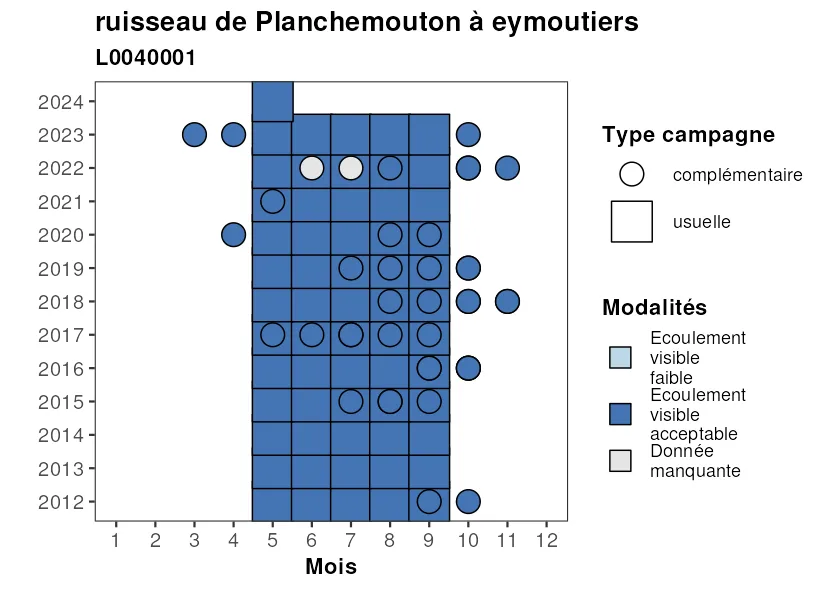 ruisseau de Planchemouton à eymoutiers
L0040001
2024
2023
2022
2021
2020
2019
2018
2017
2016
2015
2014
2013
2012
1 2 3 4 5 6 7 8 9 10 11 12
Mois
Type campagne
complémentaire
usuelle
Modalités
Ecoulement
visible
faible
Ecoulement
visible
acceptable
Donnée
manquante